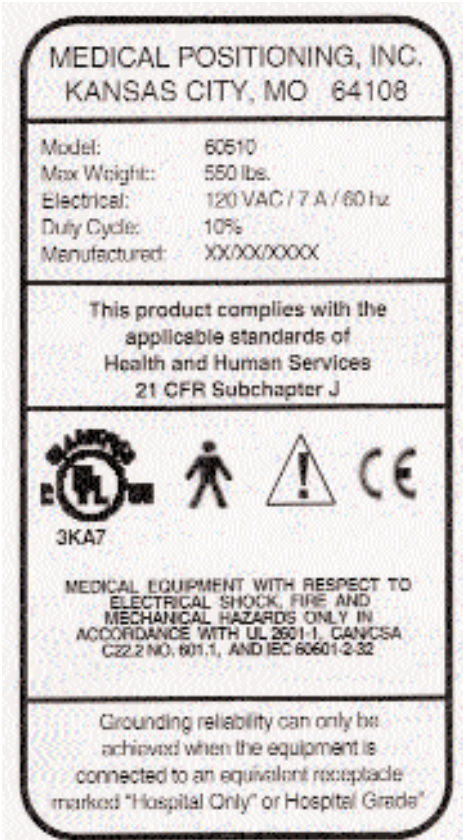 MEDICAL POSITIONING, INC.
KANSAS CITY, MO 64108
Model: 60510
Max Weight:: 550 lbs.
Electrical: 120 VAC / 7 A / 60 hz
Duty Cycle: 10%
Manufactured: XX/XX/XXXX
This product complies with the
applicable standards of
Health and Human Services
21 CFR Subchapter J
CLASSIFIED
C UL US
CE
3KA7
MEDICAL EQUIPMENT WITH RESPECT TO
ELECTRICAL SHOCK, FIRE AND
MECHANICAL HAZARDS ONLY IN
ACCORDANCE WITH UL 2601-1, CAN/CSA
C22.2 NO. 601.1, AND IEC 60601-2-32
Grounding reliability can only be
achieved when the equipment is
connected to an equivalent receptacle
marked "Hospital Only" or Hospital Grade"